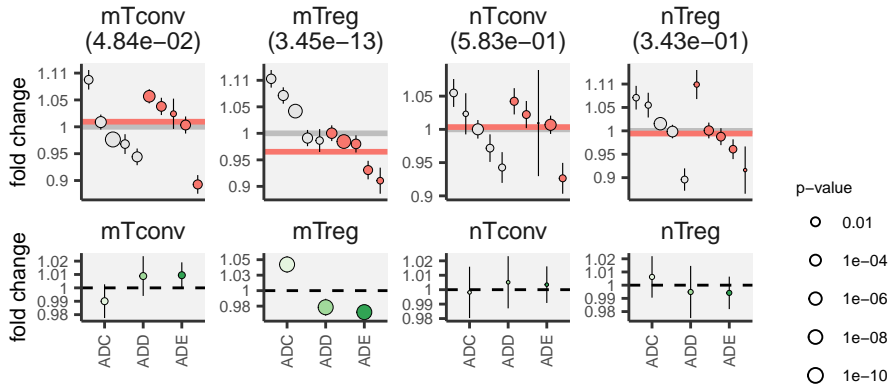 mTconv
(4.84e−02)
mTreg
(3.45e−13)
nTconv
(5.83e−01)
nTreg
(3.43e−01)
fold change
1.11
1.05
1
0.95
0.9
1.11
1.05
1
0.95
0.9
1.05
1
0.95
0.9
1.11
1.05
1
0.95
0.9
mTconv
mTreg
nTconv
nTreg
fold change
1.02
1.01
1
0.99
0.98
1.05
1.03
1
0.98
1.02
1.01
1
0.99
0.98
1.02
1.01
1
0.99
0.98
ADC
ADD
ADE
ADC
ADD
ADE
ADC
ADD
ADE
ADC
ADD
ADE
p−value
0.01
1e−04
1e−06
1e−08
1e−10